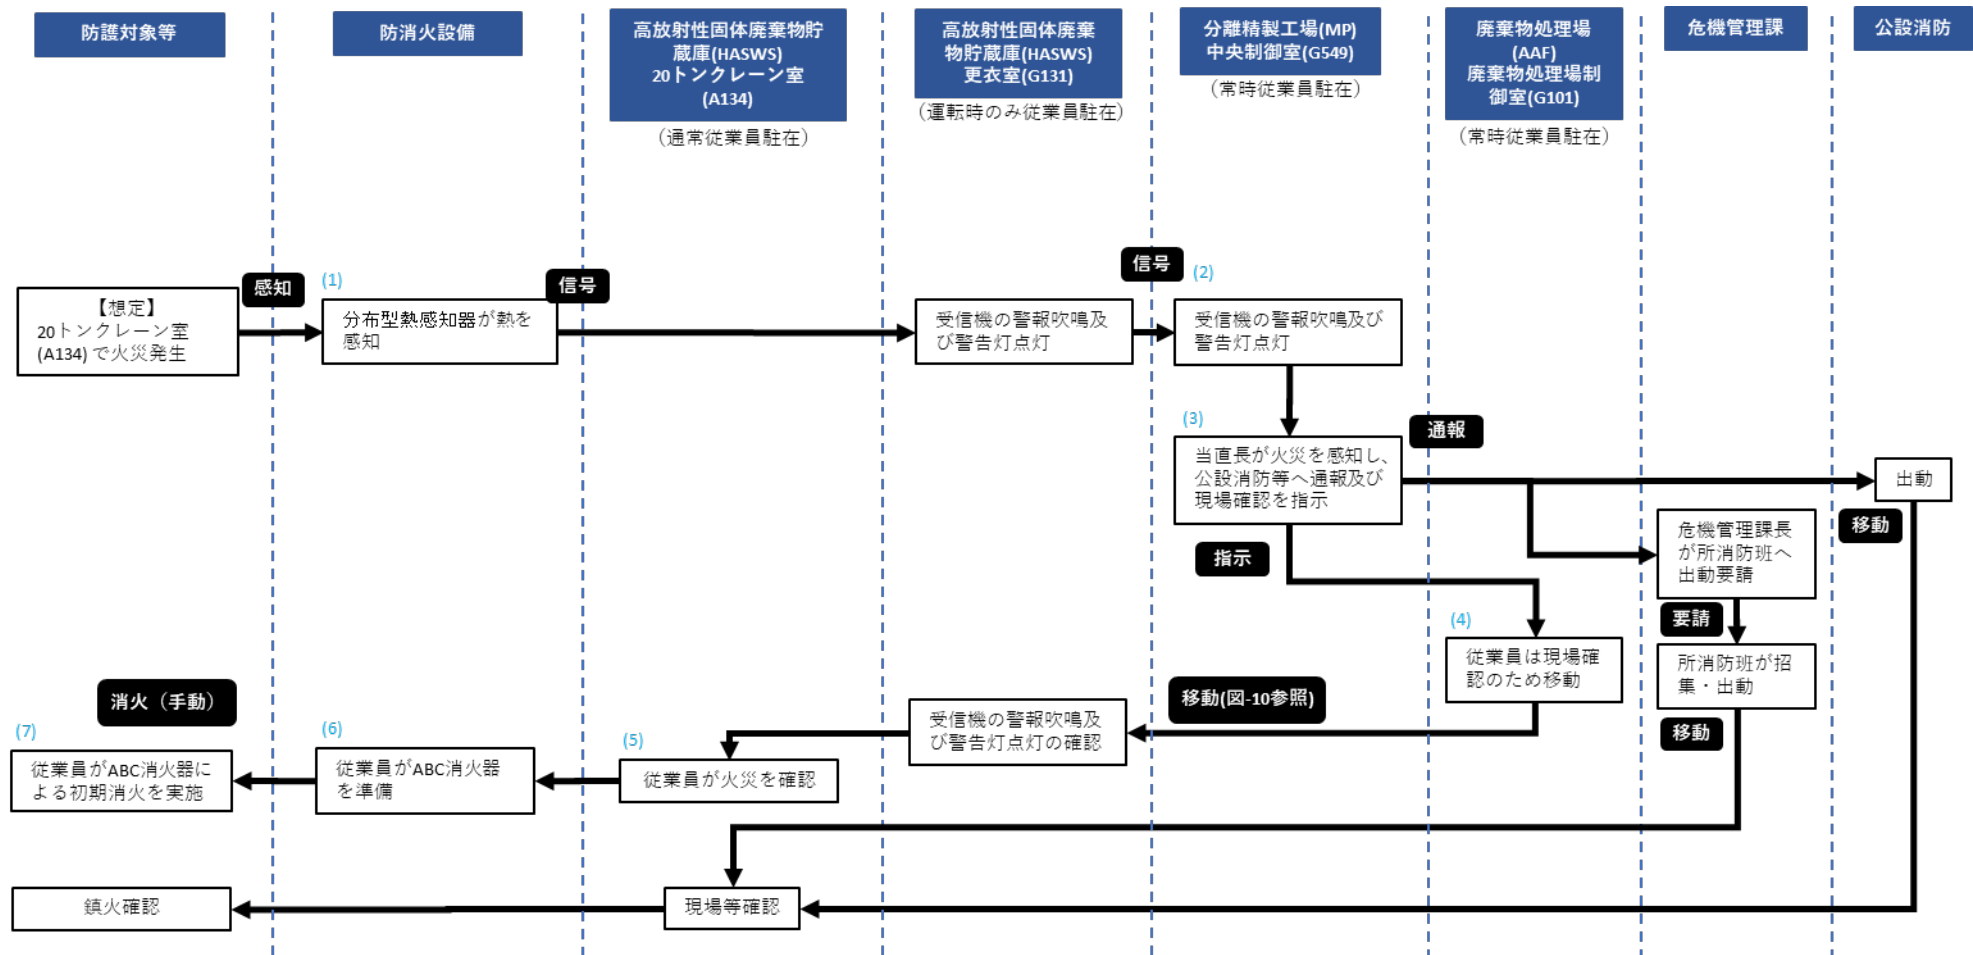 防護対象等
防消火設備
高放射性固体廃棄物貯
蔵庫(HASWS)
20トンクレーン室
(A134)
（通常従業員駐在）
高放射性固体廃棄
物貯蔵庫(HASWS)
更衣室(G131)
（運転時のみ従業員駐在）
分離精製工場(MP)
中央制御室(G549)
（常時従業員駐在）
廃棄物処理場
(AAF)
廃棄物処理場制
御室(G101)
（常時従業員駐在）
危機管理課
公設消防
【想定】
20トンクレーン室
(A134) で火災発生
感知
(1)
分布型熱感知器が熱を
感知
信号
受信機の警報吹鳴及
び警告灯点灯
信号
(2)
受信機の警報吹鳴及び
警告灯点灯
(3)
当直長が火災を感知し、
公設消防等へ通報及び
現場確認を指示
通報
出動
移動
危機管理課長
が所消防班へ
出動要請
指示
要請
(4)
従業員は現場確
認のため移動
所消防班が招
集・出動
移動
移動(図-10参照)
受信機の警報吹鳴及
び警告灯点灯の確認
(5)
従業員が火災を確認
(6)
従業員がABC消火器
を準備
消火（手動）
(7)
従業員がABC消火器に
よる初期消火を実施
現場等確認
鎮火確認